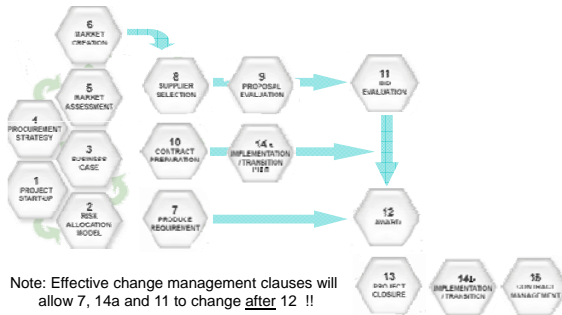 6
MARKET
CREATION
5
MARKET
ASSESSMENT
4
PROCUREMENT
STRATEGY
3
BUSINESS
CASE
1
PROJECT
START-UP
2
RISK
ALLOCATION
MODEL
8
SUPPLIER
SELECTION
9
PROPOSAL
EVALUATION
11
BID
EVALUATION
10
CONTRACT
PREPARATION
14a
IMPLEMENTATION
/ TRANSITION
7
PRODUCE
REQUIREMENT
12
AWARD
13
PROJECT
CLOSURE
14b
IMPLEMENTATION
/ TRANSITION
15
CONTRACT
MANAGEMENT
Note: Effective change management clauses will
allow 7, 14a and 11 to change after 12 !!